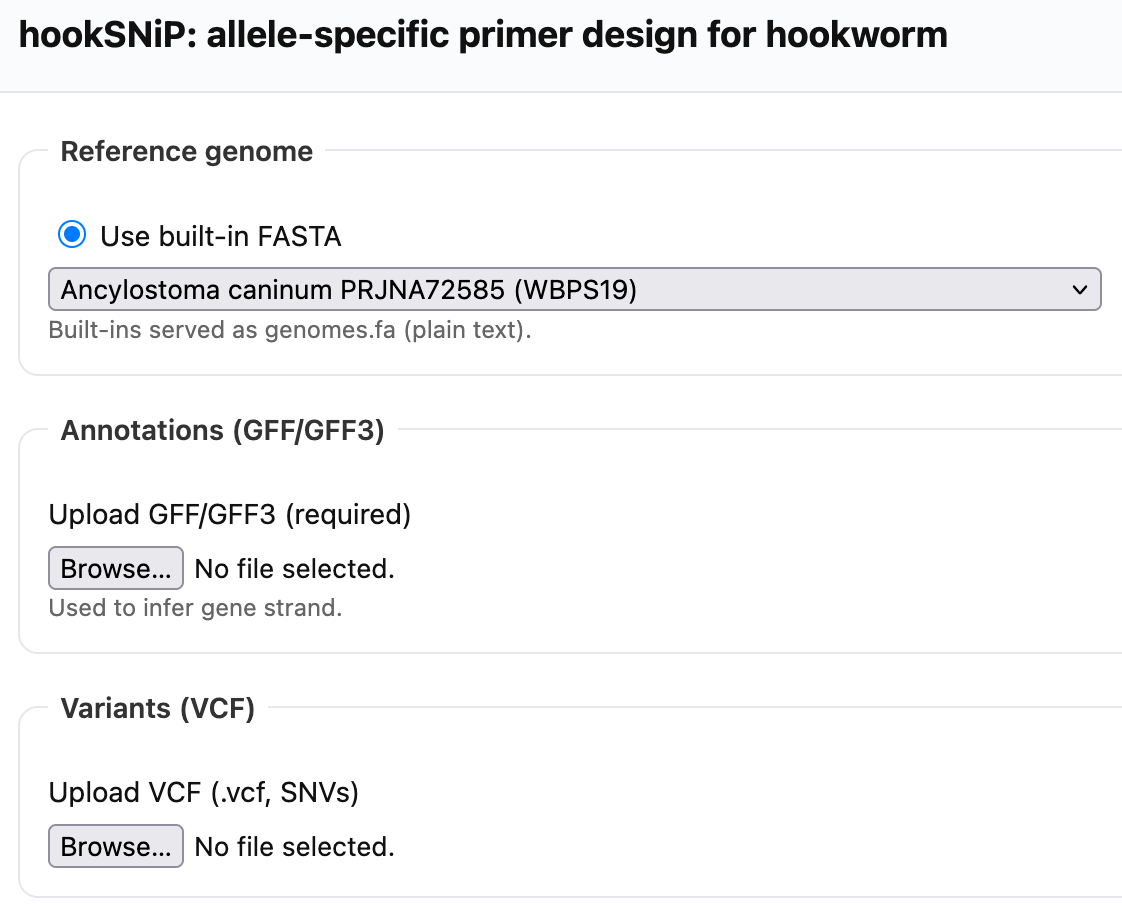 hookSNiP: allele-specific primer design for hookworm
Reference genome
Use built-in FASTA
Ancylostoma caninum PRJNA72585 (WBPS19)
Built-ins served as genomes.fa (plain text).
Annotations (GFF/GFF3)
Upload GFF/GFF3 (required)
Browse... No file selected.
Used to infer gene strand.
Variants (VCF)
Upload VCF (.vcf, SNVs)
Browse... No file selected.